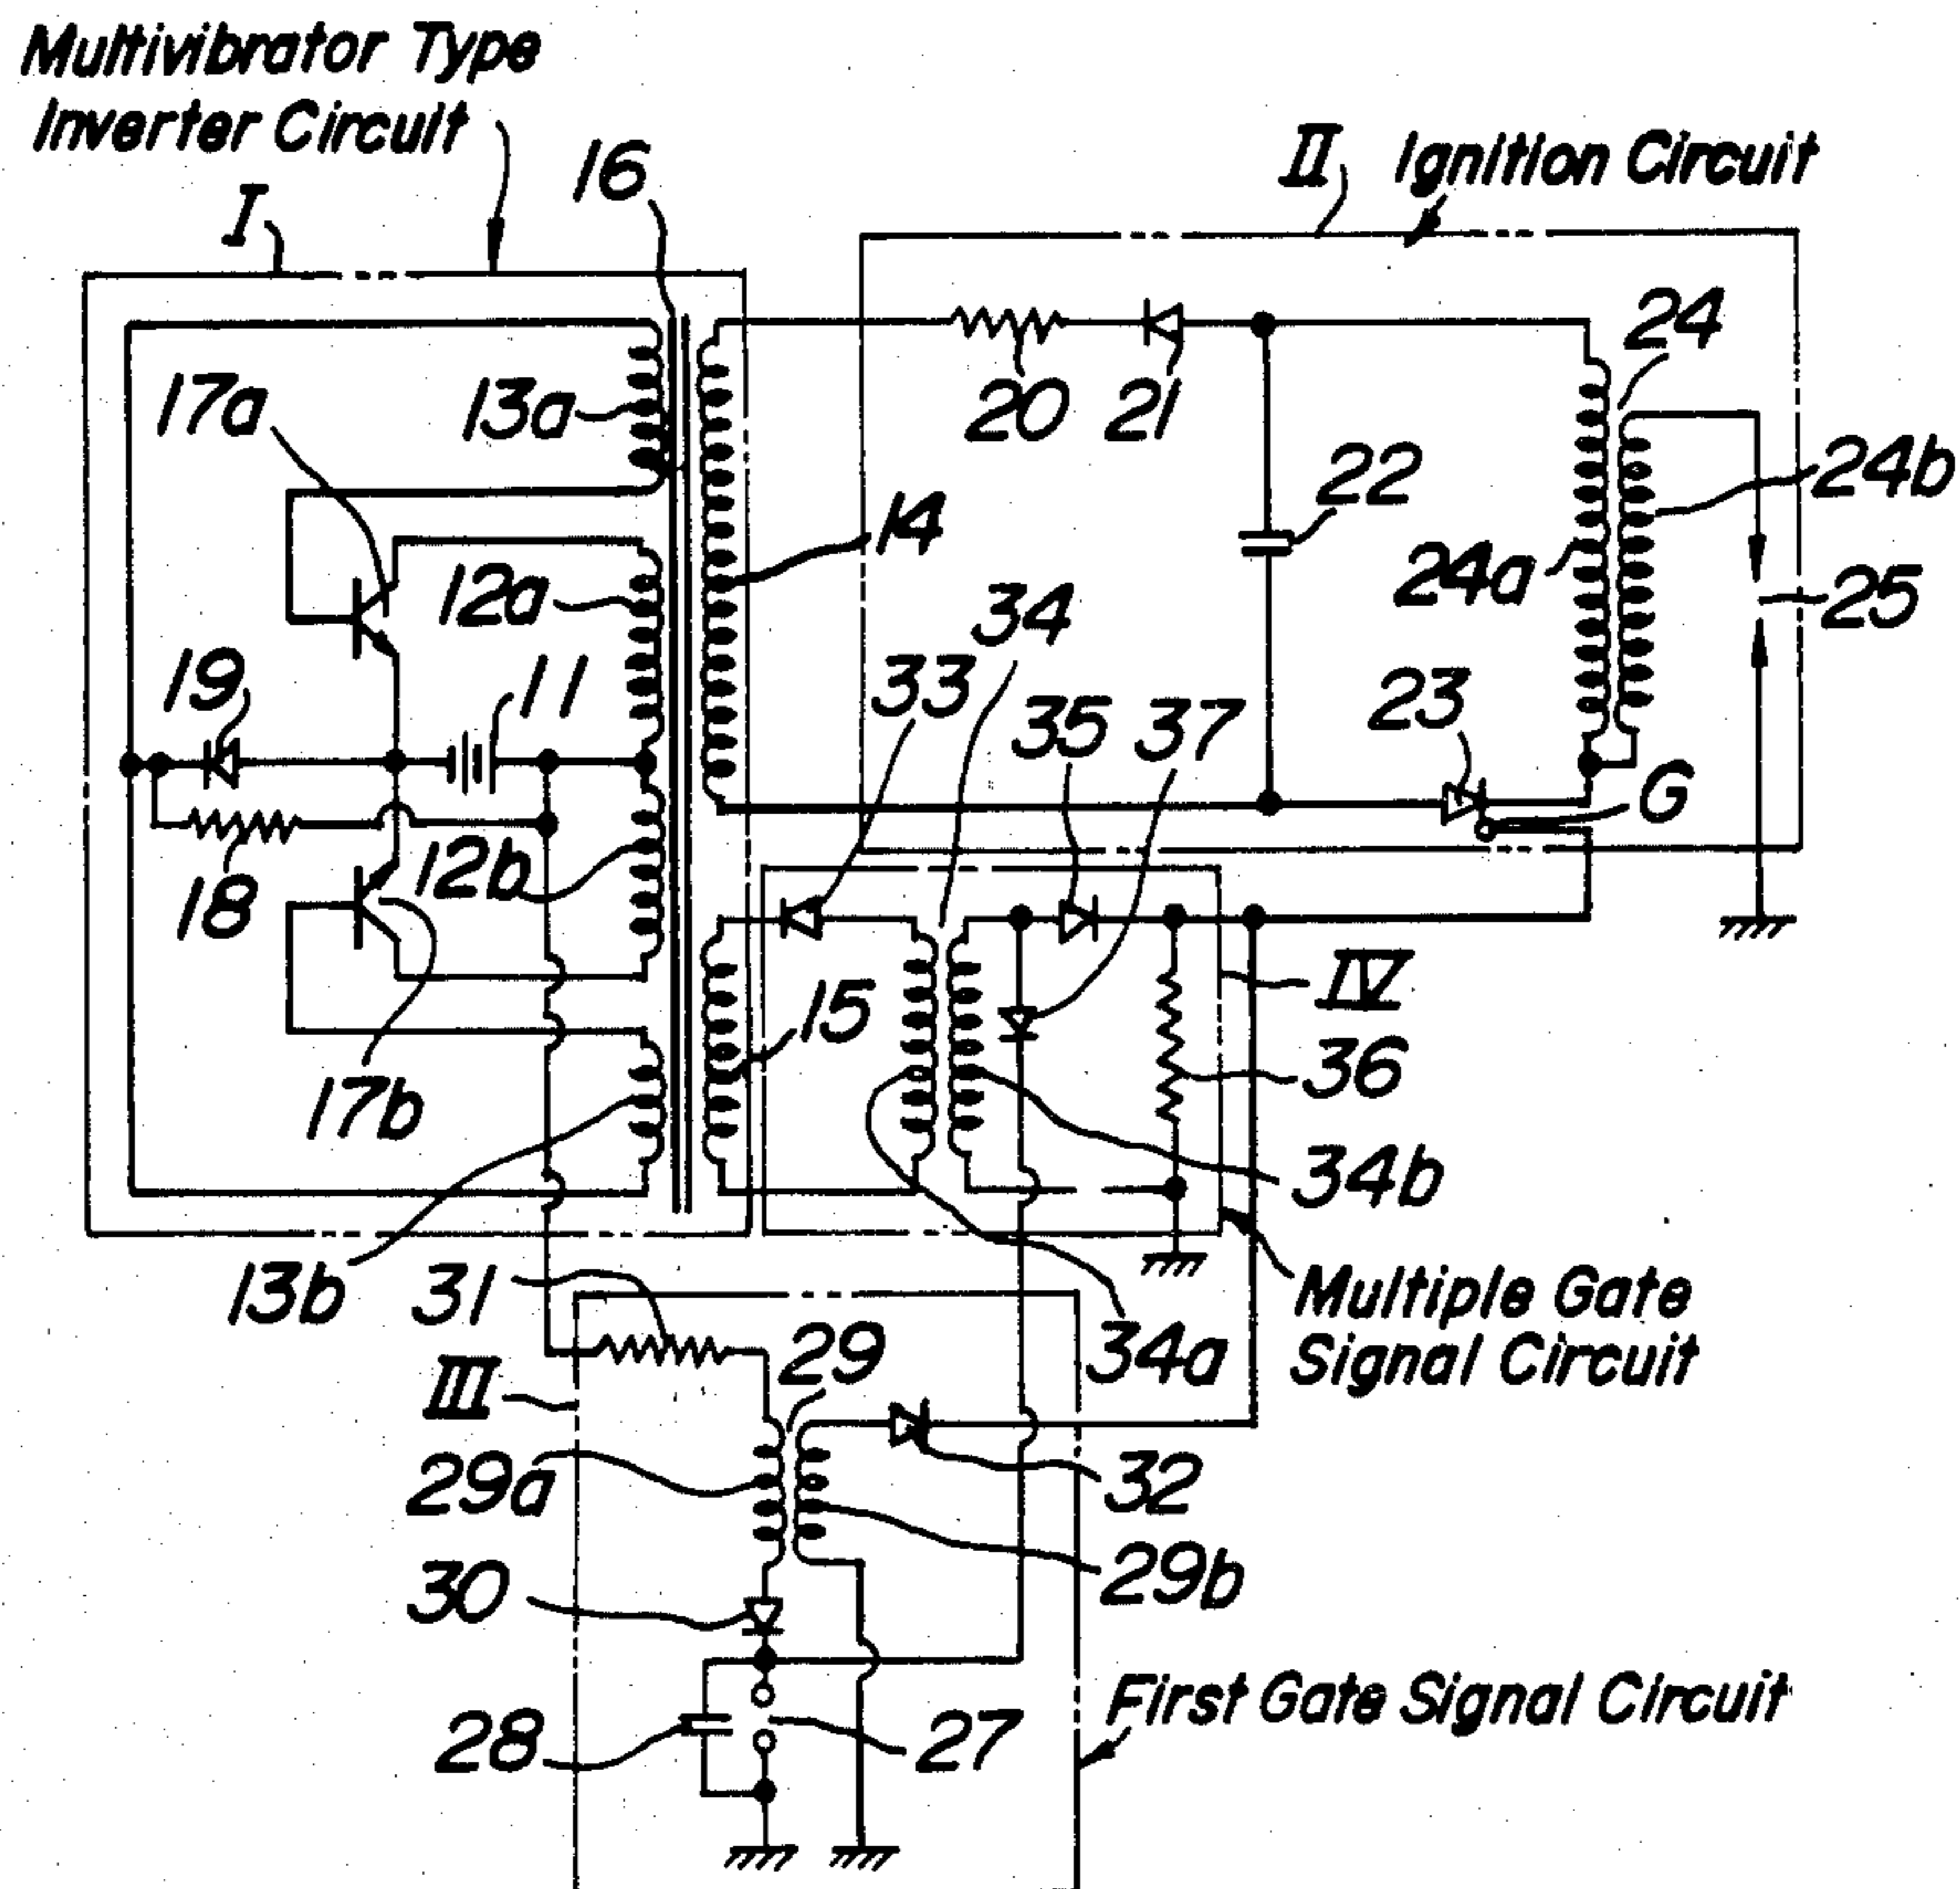 Multivibrator Type
Inverter Circuit
I
16
II
Ignition Circuit
17a
13a
20
21
24
22
24b
14
12a
24a
25
34
19
11
33
35
37
23
G
18
12b
15
IV
36
17b
34b
13b
31
34a
Multiple Gate
Signal Circuit
III
29
29a
32
30
29b
28
27
First Gate Signal Circuit